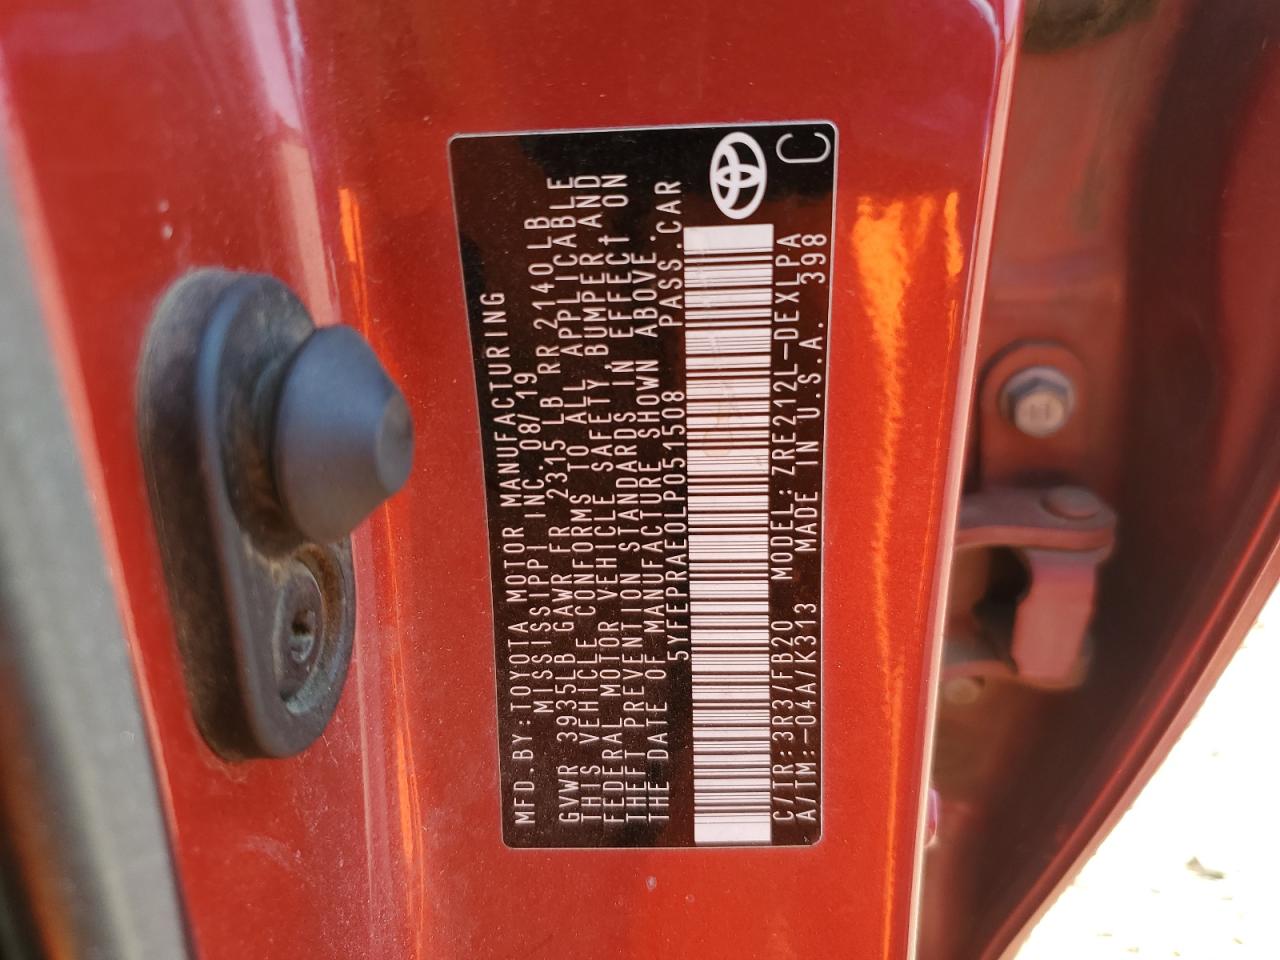 MFD.BY:TOYOTA MOTOR MANUFACTURING
MISSISSIPPI INC. 08/19
GVWR 3935LB GAWR FR 2315 LB RR 2140LB
THIS VEHICLE CONFORMS TO ALL APPLICABLE
FEDERAL MOTOR VEHICLE SAFETY,BUMPER AND
THEFT PREVENTION STANDARDS IN EFFECT ON
THE DATE OF MANUFACTURE SHOWN ABOVE.
5YFEPRAE0LP051508 PASS.CAR
C/TR:3R3/FB20 MODEL:ZRE212L-DEXLPA
A/TM:-04A/K313 MADE IN U.S.A. 398
C